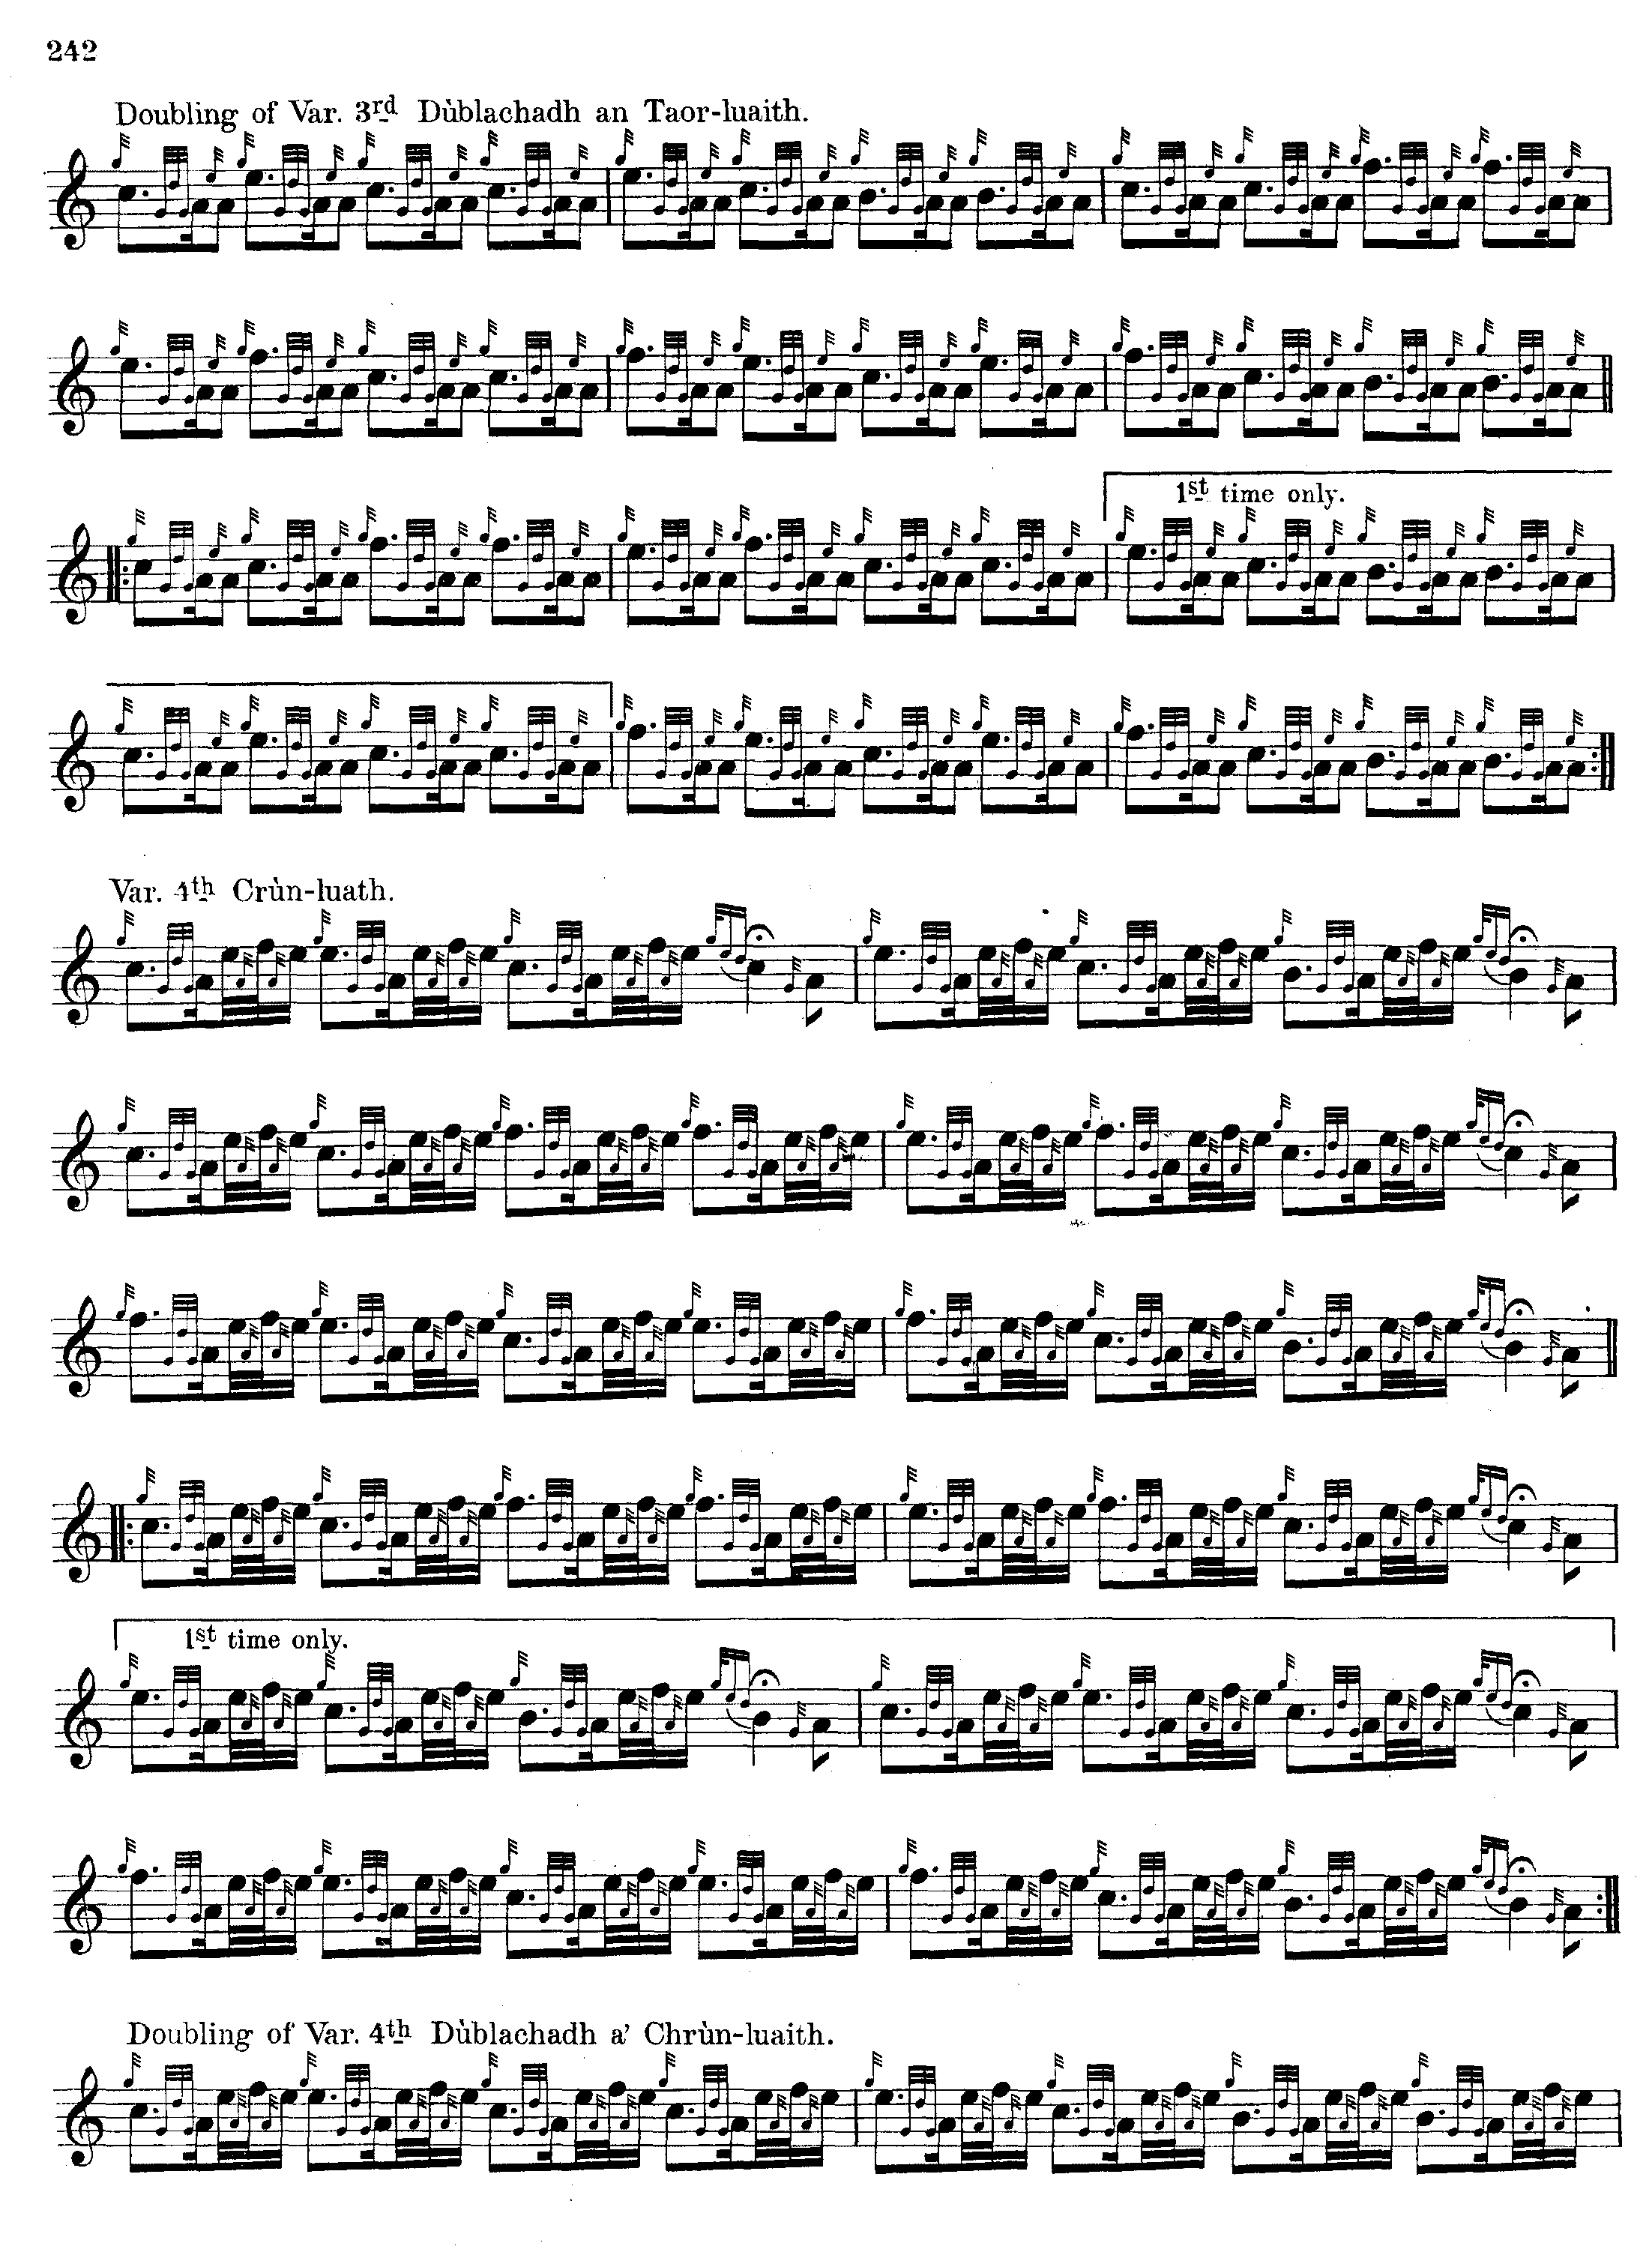 242
Doubling of Var. 3rd Dùblachadh an Taor-luaith.
1st time only.
Var. 4th Crùn-luath.
1st time only.
Doubling of Var. 4th Dùblachadh a’ Chrùn-luaith.